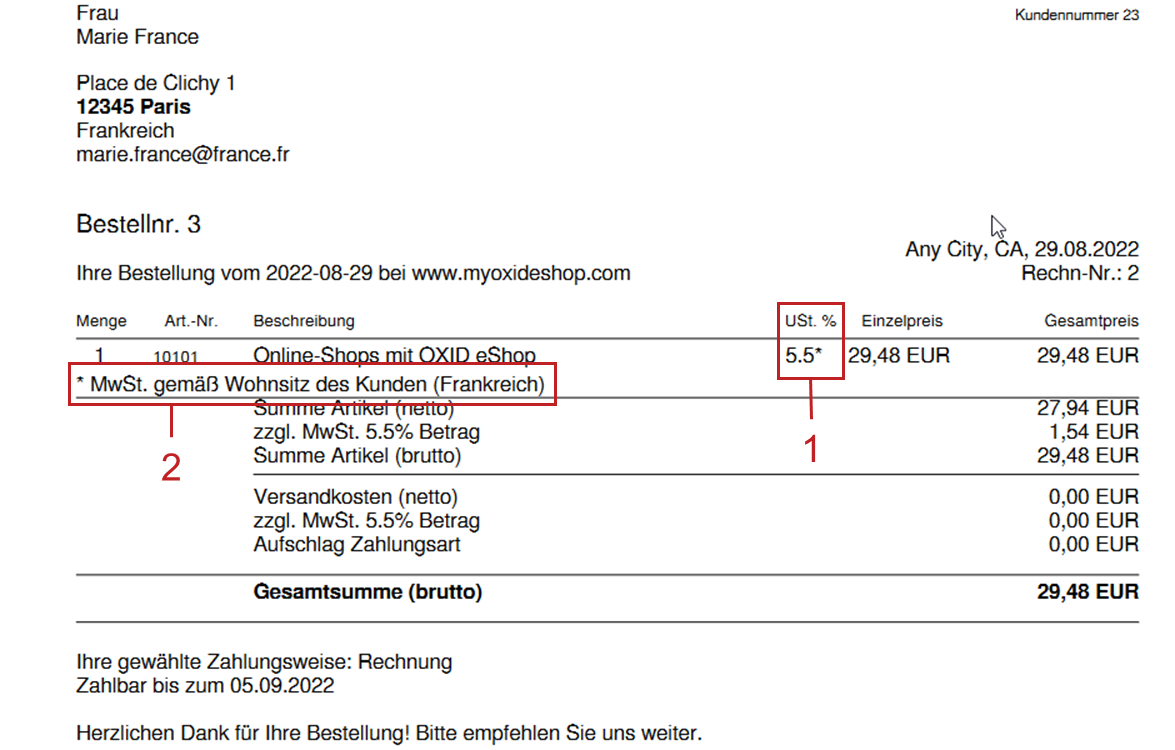 Frau
Kundennummer 23
Marie France
Place de Clichy 1
12345 Paris
Frankreich
marie.france@france.fr
Bestellnr. 3
Any City, CA, 29.08.2022
Ihre Bestellung vom 2022-08-29 bei www.myoxideshop.com
Rechn-Nr.: 2
Menge Art.-Nr. Beschreibung USt. % Einzelpreis Gesamtpreis
1 10101 Online-Shops mit OXID eShop 5.5* 29,48 EUR 29,48 EUR
* MwSt. gemäß Wohnsitz des Kunden (Frankreich)
Summe Artikel (netto) 27,94 EUR
zzgl. MwSt. 5.5% Betrag 1,54 EUR
Summe Artikel (brutto) 29,48 EUR
1
2
Versandkosten (netto) 0,00 EUR
zzgl. MwSt. 5.5% Betrag 0,00 EUR
Aufschlag Zahlungsart 0,00 EUR
Gesamtsumme (brutto) 29,48 EUR
Ihre gewählte Zahlungsweise: Rechnung
Zahlbar bis zum 05.09.2022
Herzlichen Dank für Ihre Bestellung! Bitte empfehlen Sie uns weiter.